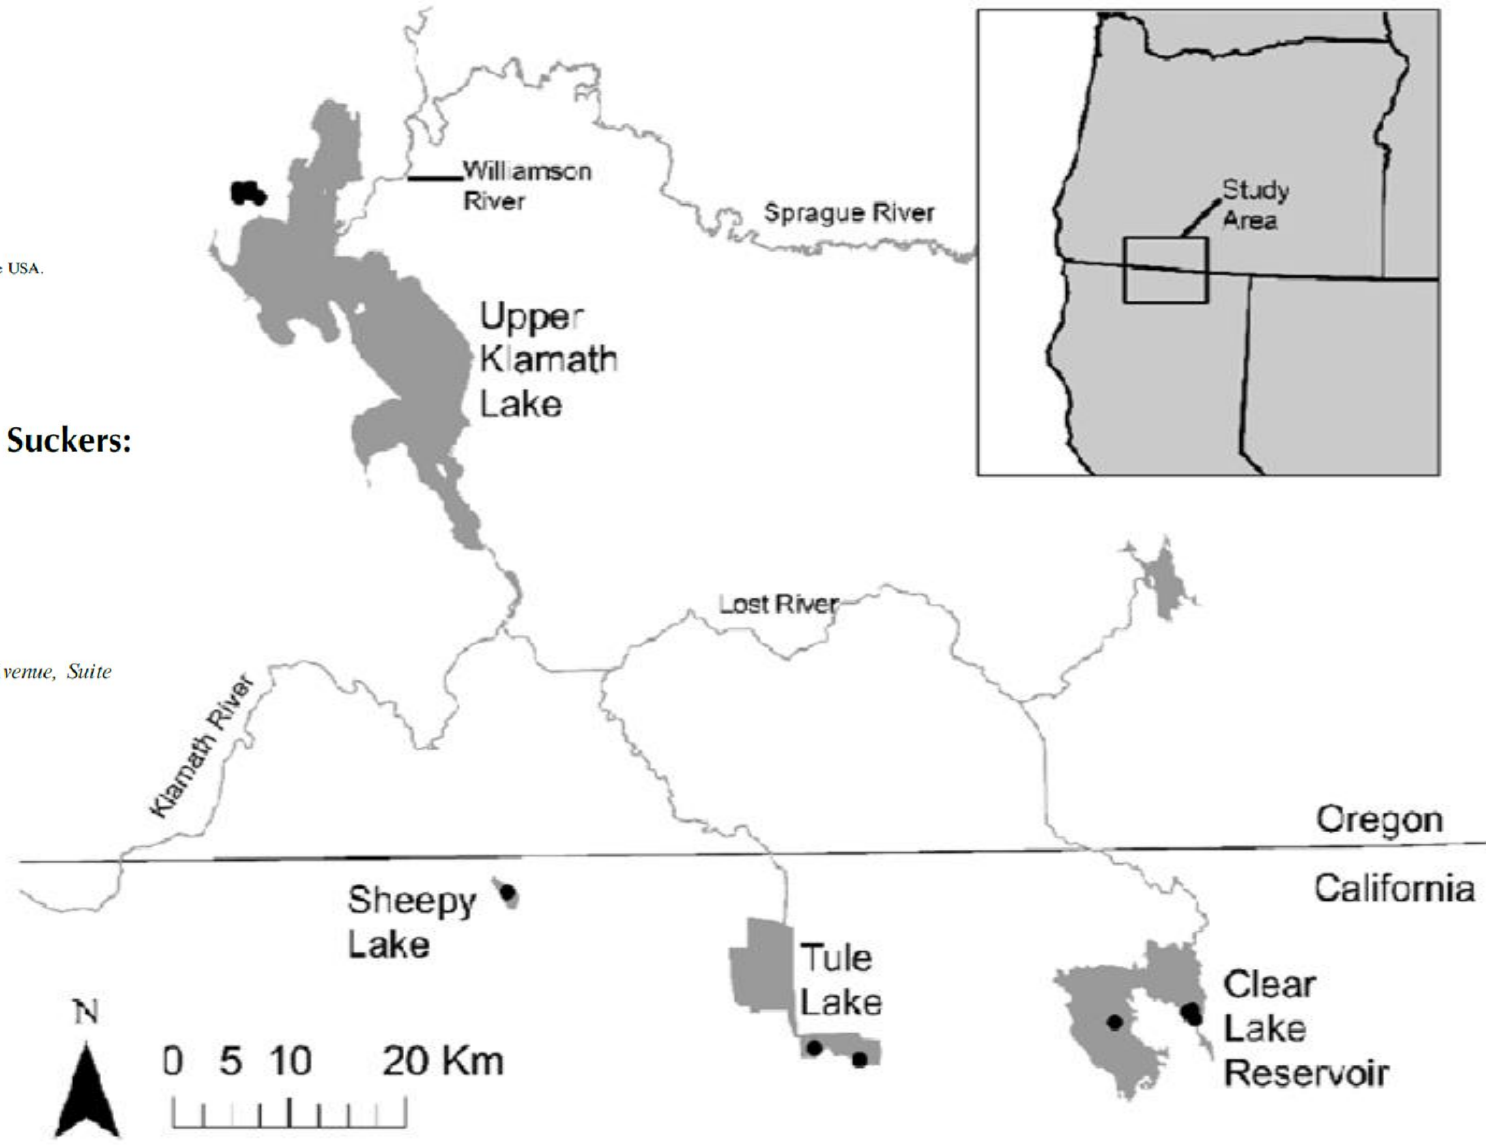 Williamson
River
Sprague River
Study
Area
e USA.
Upper
Klamath
Lake
Suckers:
Lost River
venue, Suite
Klamath River
Oregon
California
Sheepy
Lake
Tule
Lake
Clear
Lake
Reservoir
N
0 5 10 20 Km